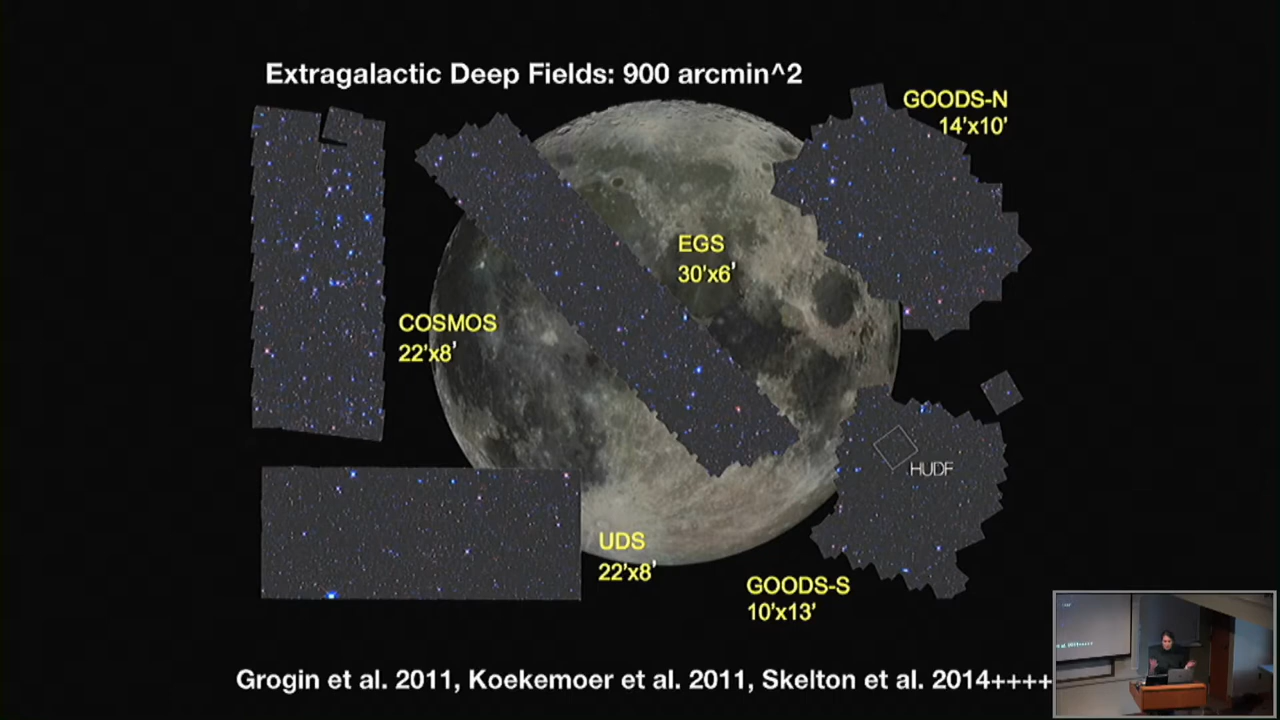 Extragalactic Deep Fields: 900 arcmin^2
GOODS-N
14'x10'
EGS
30'x6'
COSMOS
22'x8'
HUDF
UDS
22'x8'
GOODS-S
10'x13'
Grogin et al. 2011, Koekemoer et al. 2011, Skelton et al. 2014++++